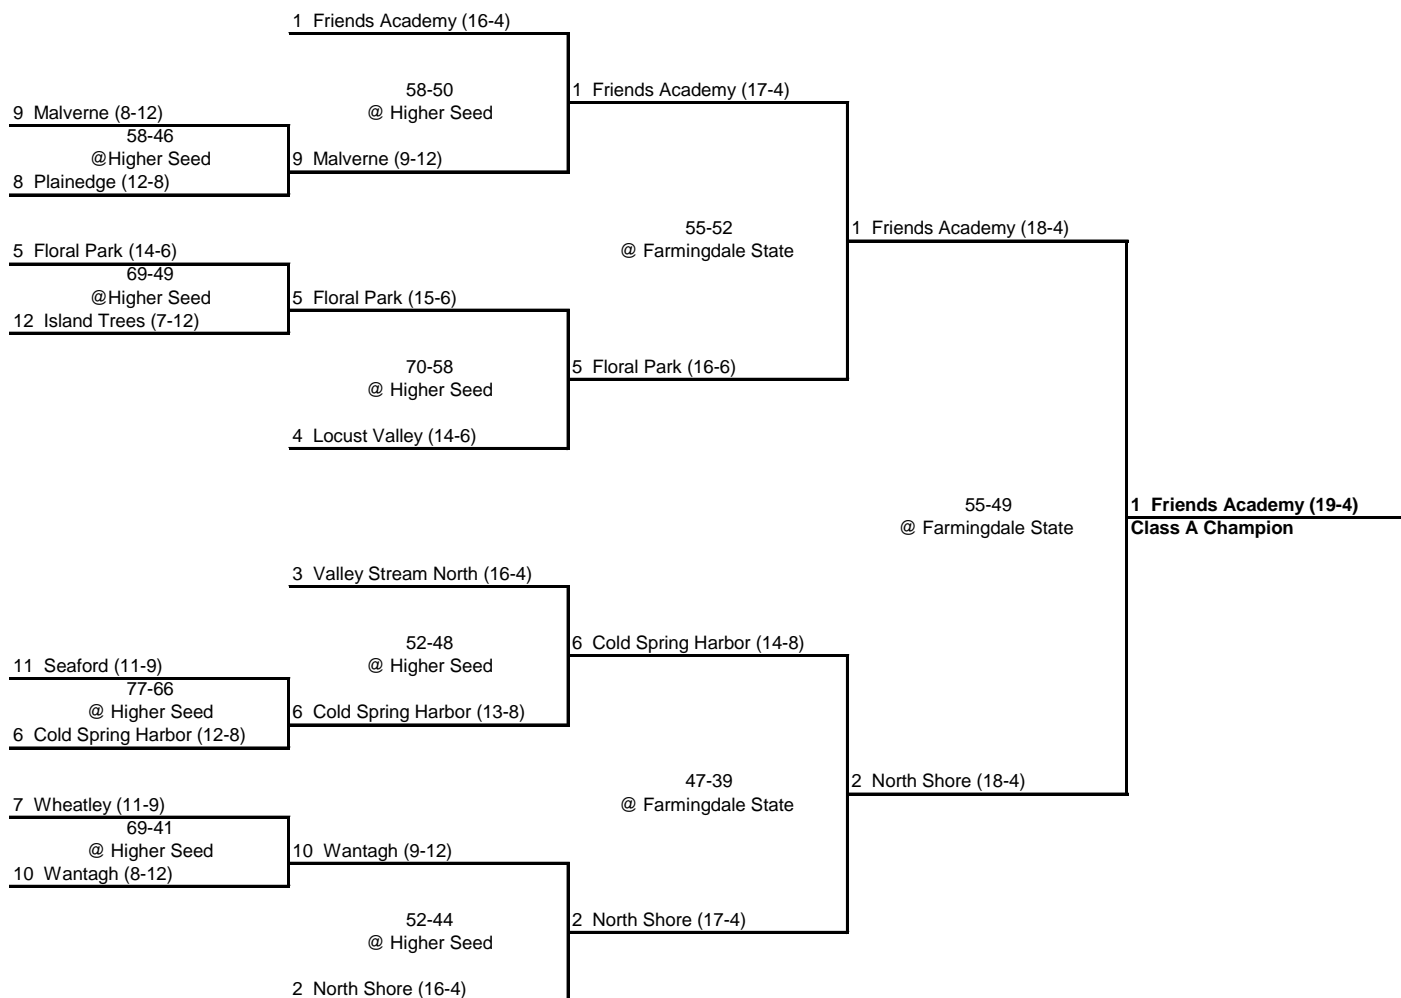 1 Friends Academy (16-4)
58-50
@ Higher Seed
1 Friends Academy (17-4)
9 Malverne (8-12)
58-46
@Higher Seed
9 Malverne (9-12)
8 Plainedge (12-8)
55-52
@ Farmingdale State
1 Friends Academy (18-4)
5 Floral Park (14-6)
69-49
@Higher Seed
5 Floral Park (15-6)
12 Island Trees (7-12)
70-58
@ Higher Seed
5 Floral Park (16-6)
4 Locust Valley (14-6)
55-49
@ Farmingdale State
1 Friends Academy (19-4)
Class A Champion
3 Valley Stream North (16-4)
52-48
@ Higher Seed
6 Cold Spring Harbor (14-8)
11 Seaford (11-9)
77-66
@ Higher Seed
6 Cold Spring Harbor (13-8)
6 Cold Spring Harbor (12-8)
47-39
@ Farmingdale State
2 North Shore (18-4)
7 Wheatley (11-9)
69-41
@ Higher Seed
10 Wantagh (9-12)
10 Wantagh (8-12)
52-44
@ Higher Seed
2 North Shore (17-4)
2 North Shore (16-4)